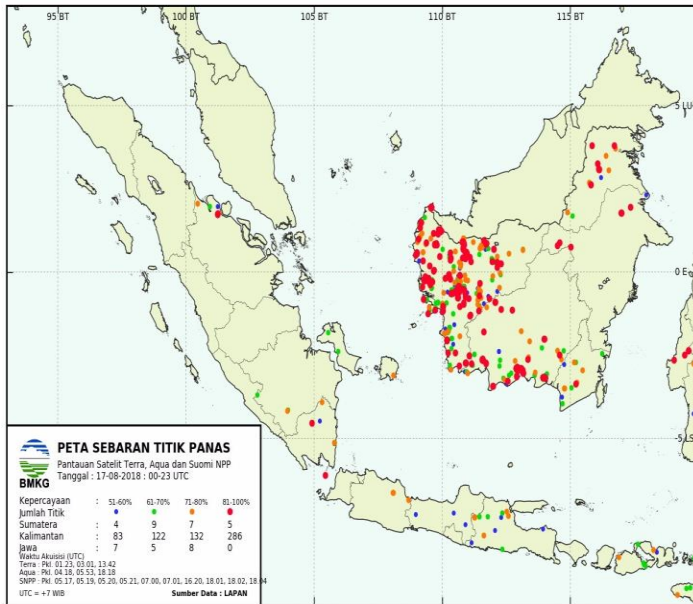 95 BT 100 BT 105 BT 110 BT 115 BT
5 LU
0 E
5 LS
BMKG
PETA SEBARAN TITIK PANAS
Pantauan Satelit Terra, Aqua dan Suomi NPP
Tanggal : 17-08-2018 : 00-23 UTC
Kepercayaan : 51-60% 61-70% 71-80% 81-100%
Jumlah Titik
Sumatera : 4 9 7 5
Kalimantan : 83 122 132 286
Jawa : 7 5 8 0
Waktu Akuisisi (UTC)
Terra : Pkl. 01.23, 03.01, 13.42
Aqua : Pkl. 04.18, 05.53, 18.18
SNPP : Pkl. 05.17, 05.19, 05.20, 05.21, 07.00, 07.01, 16.20, 18.01, 18.02, 18.04
UTC = +7 WIB Sumber Data : LAPAN